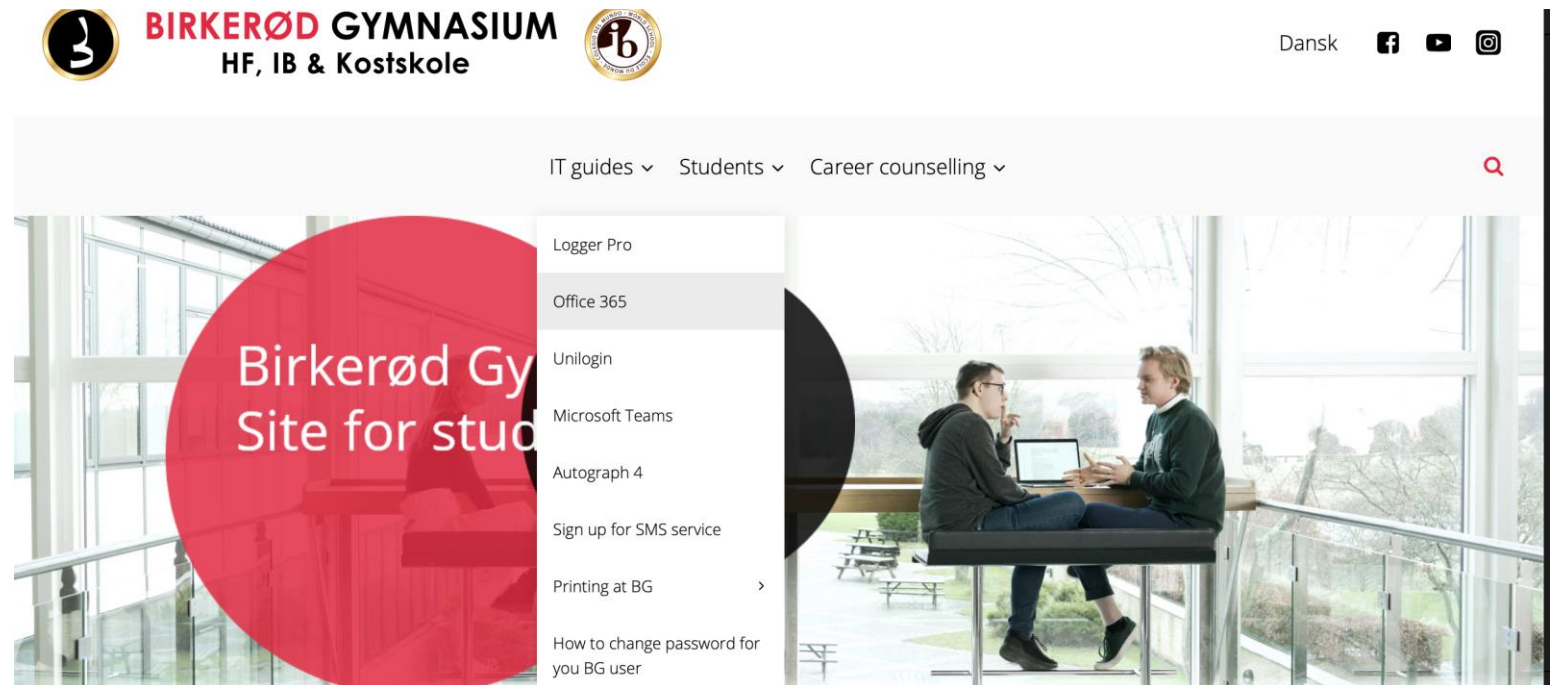 BIRKERØD GYMNASIUM
HF, IB & Kostskole
ib
Dansk
IT guides
Students
Career counselling
Logger Pro
Office 365
Unilogin
Microsoft Teams
Autograph 4
Sign up for SMS service
Printing at BG
How to change password for
you BG user
Birkerød Gy
Site for stud